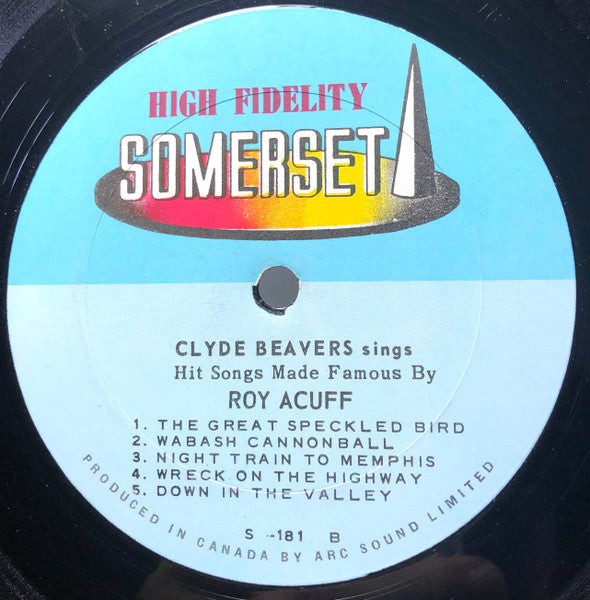 HIGH FIDELITY
SOMERSET
CLYDE BEAVERS sings
Hit Songs Made Famous By
ROY ACUFF
1. THE GREAT SPECKLED BIRD
2. WABASH CANNONBALL
3. NIGHT TRAIN TO MEMPHIS
4. WRECK ON THE HIGHWAY
5. DOWN IN THE VALLEY
S -181 B
PRODUCED IN CANADA BY ARC SOUND LIMITED